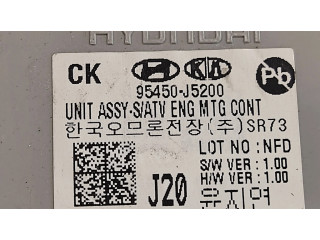 HYUNDAI
CK
KIA
Pb
95450-J5200
UNIT ASSY-S/ATV ENG MTG CONT
한국오므론전장(주) SR73
LOT NO : NFD
S/W VER : 1.00
H/W VER : 1.00
J20